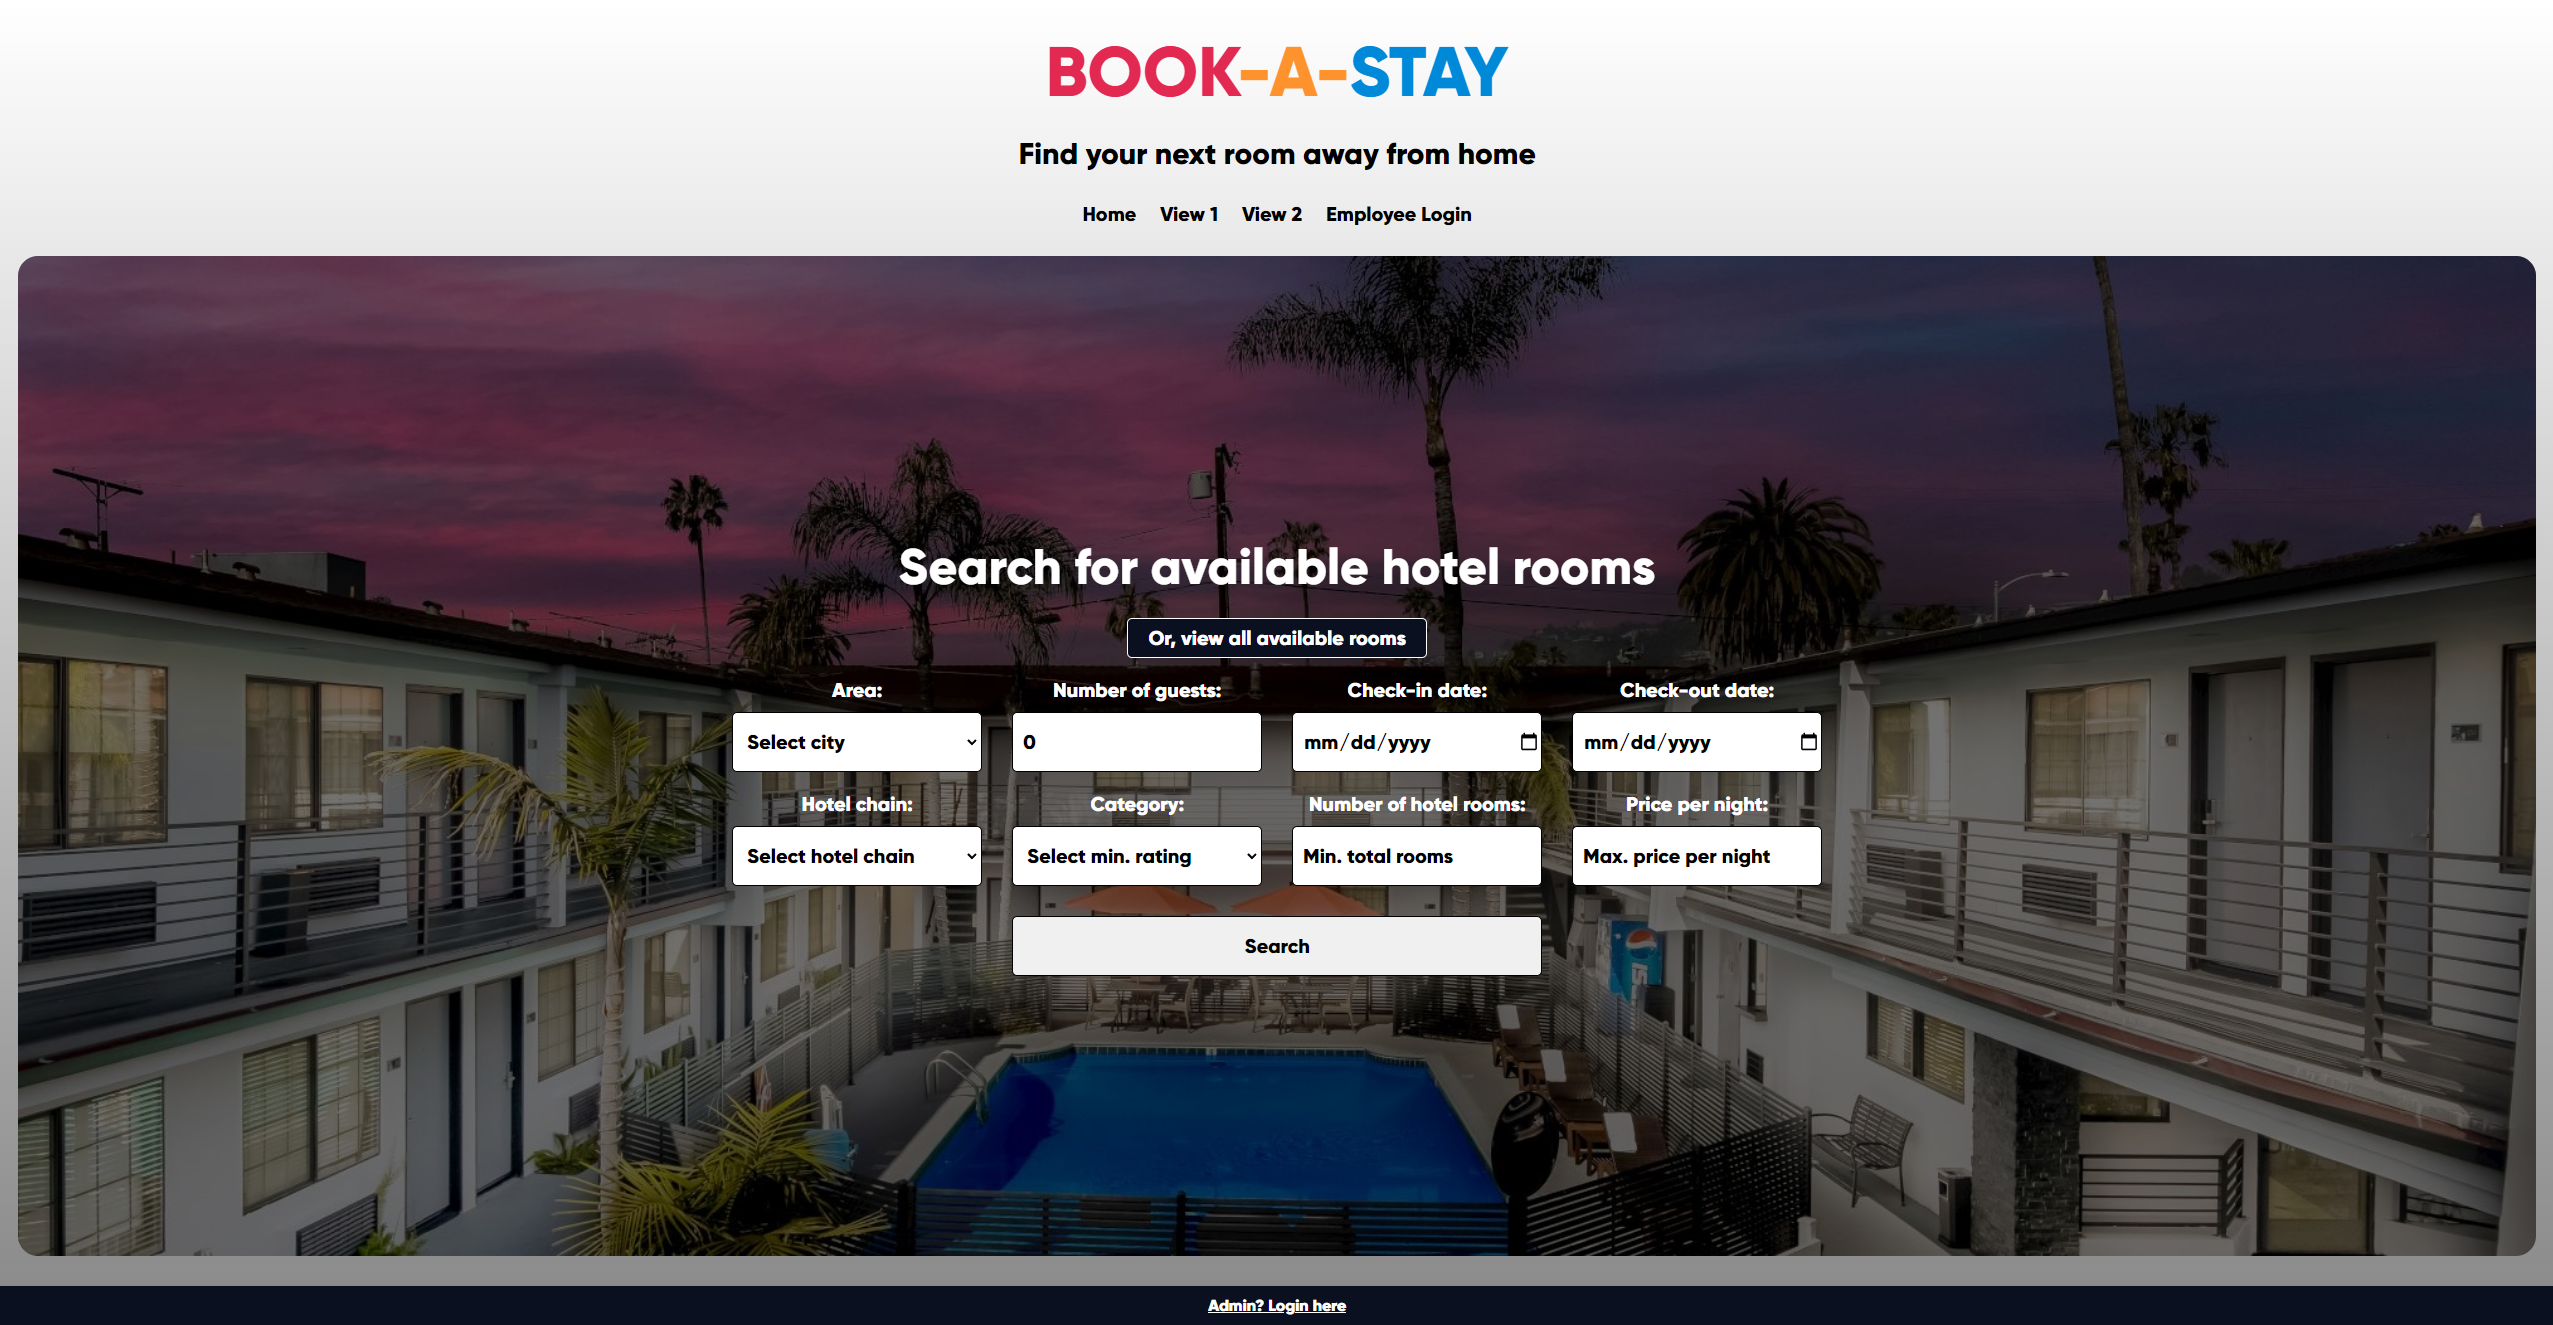 BOOK-A-STAY
Find your next room away from home
Home View 1 View 2 Employee Login
Search for available hotel rooms
Or, view all available rooms
Area: Number of guests: Check-in date: Check-out date:
Select city 0 mm/dd/yyyy mm/dd/yyyy
Hotel chain: Category: Number of hotel rooms: Price per night:
Select hotel chain Select min. rating Min. total rooms Max. price per night
Search
Admin? Login here